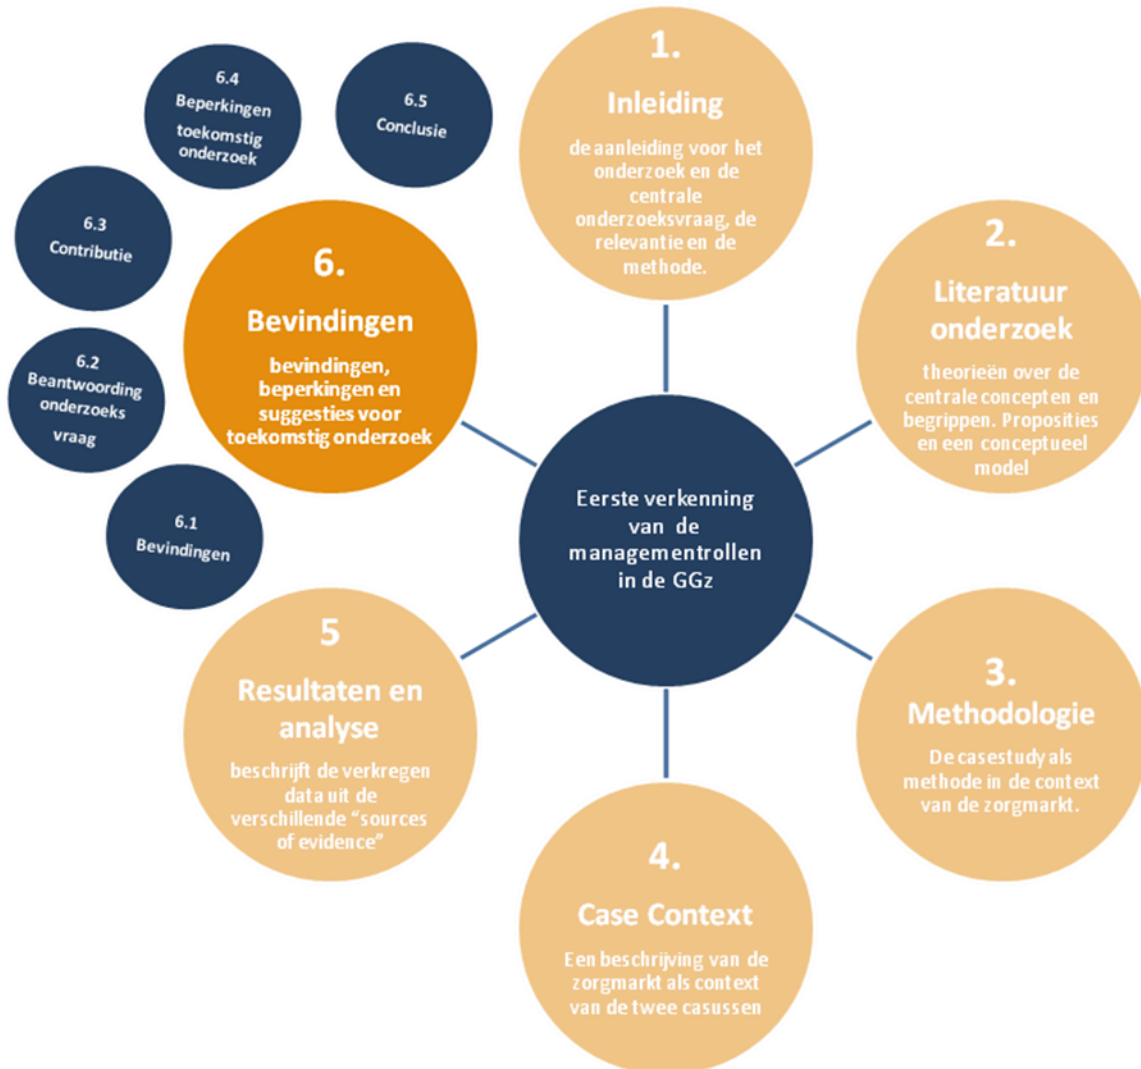 1.
Inleiding
de aanleiding voor het
onderzoek en de
centrale
onderzoeksvraag, de
relevantie en de
methode.
2.
Literatuur
onderzoek
theorieën over de
centrale concepten en
begrippen. Proposities
en een conceptueel
model
3.
Methodologie
De casestudy als
methode in de context
van de zorgmarkt.
4.
Case Context
Een beschrijving van de
zorgmarkt als context
van de twee casussen
5
Resultaten en
analyse
beschrijft de verkregen
data uit de
verschillende “sources
of evidence”
6.
Bevindingen
bevindingen,
beperkingen en
suggesties voor
toekomstig onderzoek
6.1
Bevindingen
6.2
Beantwoording
onderzoeks
vraag
6.3
Contributie
6.4
Beperkingen
toekomstig
onderzoek
6.5
Conclusie
Eerste verkenning
van de
managementrollen
in de GGz